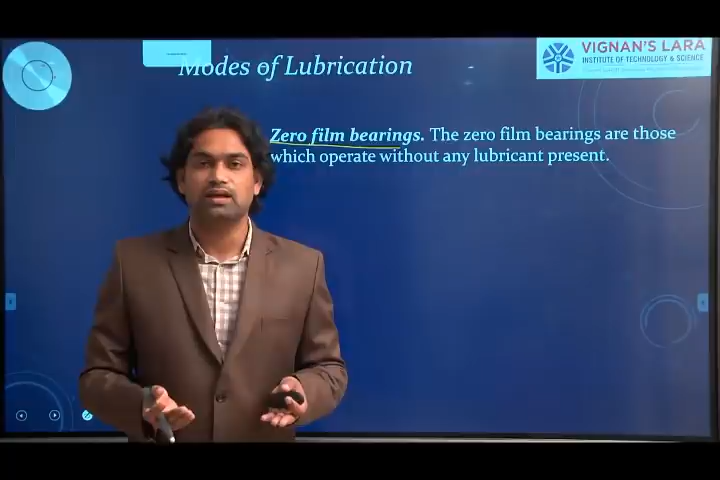 VIGNAN'S LARA
INSTITUTE OF TECHNOLOGY & SCIENCE
Modes of Lubrication
Zero film bearings. The zero film bearings are those
which operate without any lubricant present.